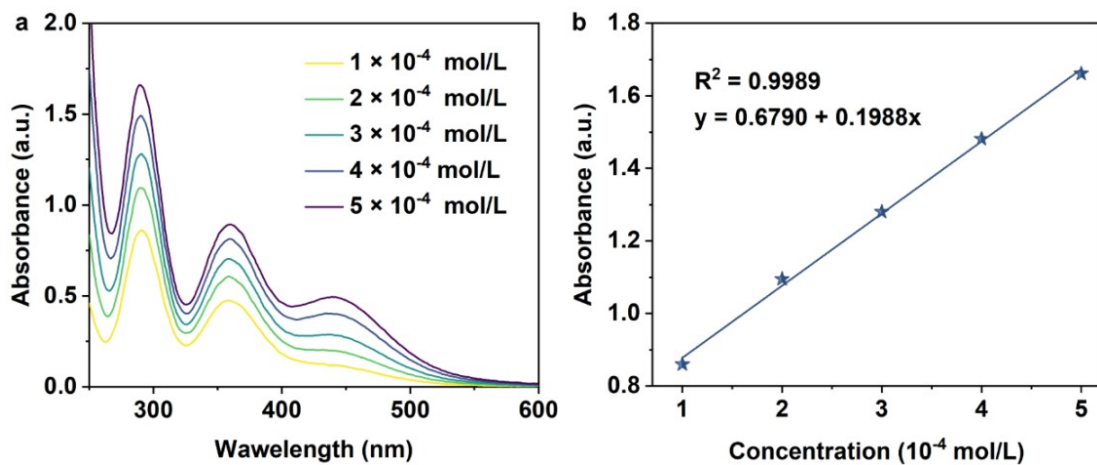 a
2.0
1.5
1.0
0.5
0.0
Absorbance (a.u.)
1 × 10⁻⁴ mol/L
2 × 10⁻⁴ mol/L
3 × 10⁻⁴ mol/L
4 × 10⁻⁴ mol/L
5 × 10⁻⁴ mol/L
300 400 500 600
Wawelength (nm)
b
1.8
1.6
1.4
1.2
1.0
0.8
Absorbance (a.u.)
R² = 0.9989
y = 0.6790 + 0.1988x
1 2 3 4 5
Concentration (10⁻⁴ mol/L)